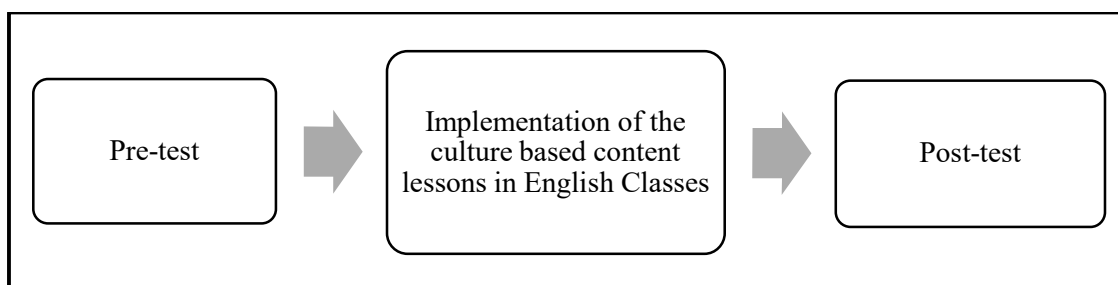 Pre-test
Implementation of the
culture based content
lessons in English Classes
Post-test